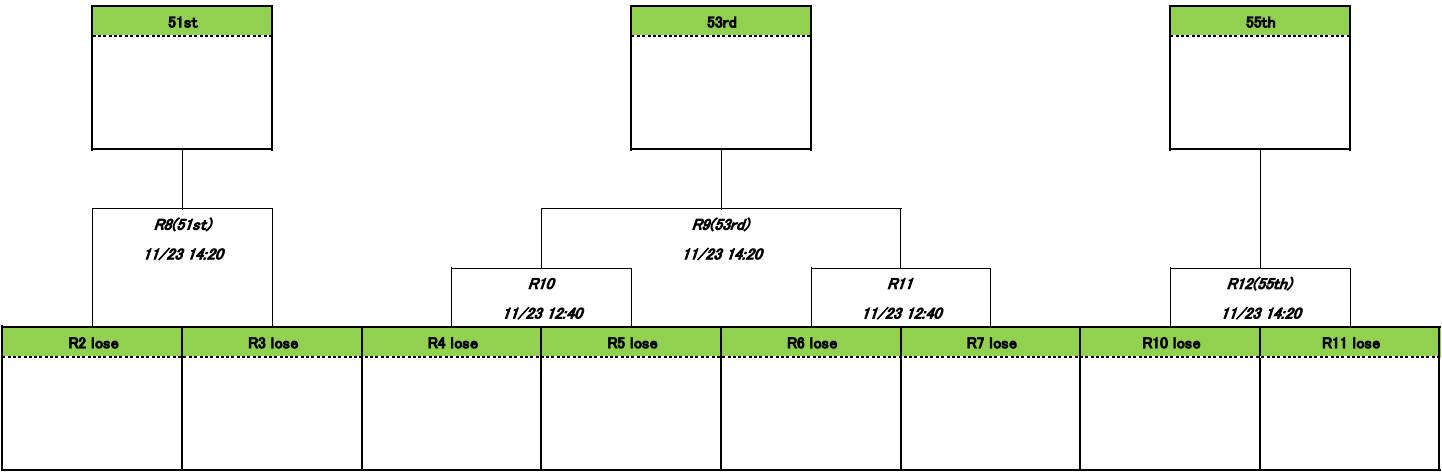 51st
53rd
55th
R8(51st)
11/23 14:20
R9(53rd)
11/23 14:20
R10
11/23 12:40
R11
11/23 12:40
R12(55th)
11/23 14:20
R2 lose
R3 lose
R4 lose
R5 lose
R6 lose
R7 lose
R10 lose
R11 lose